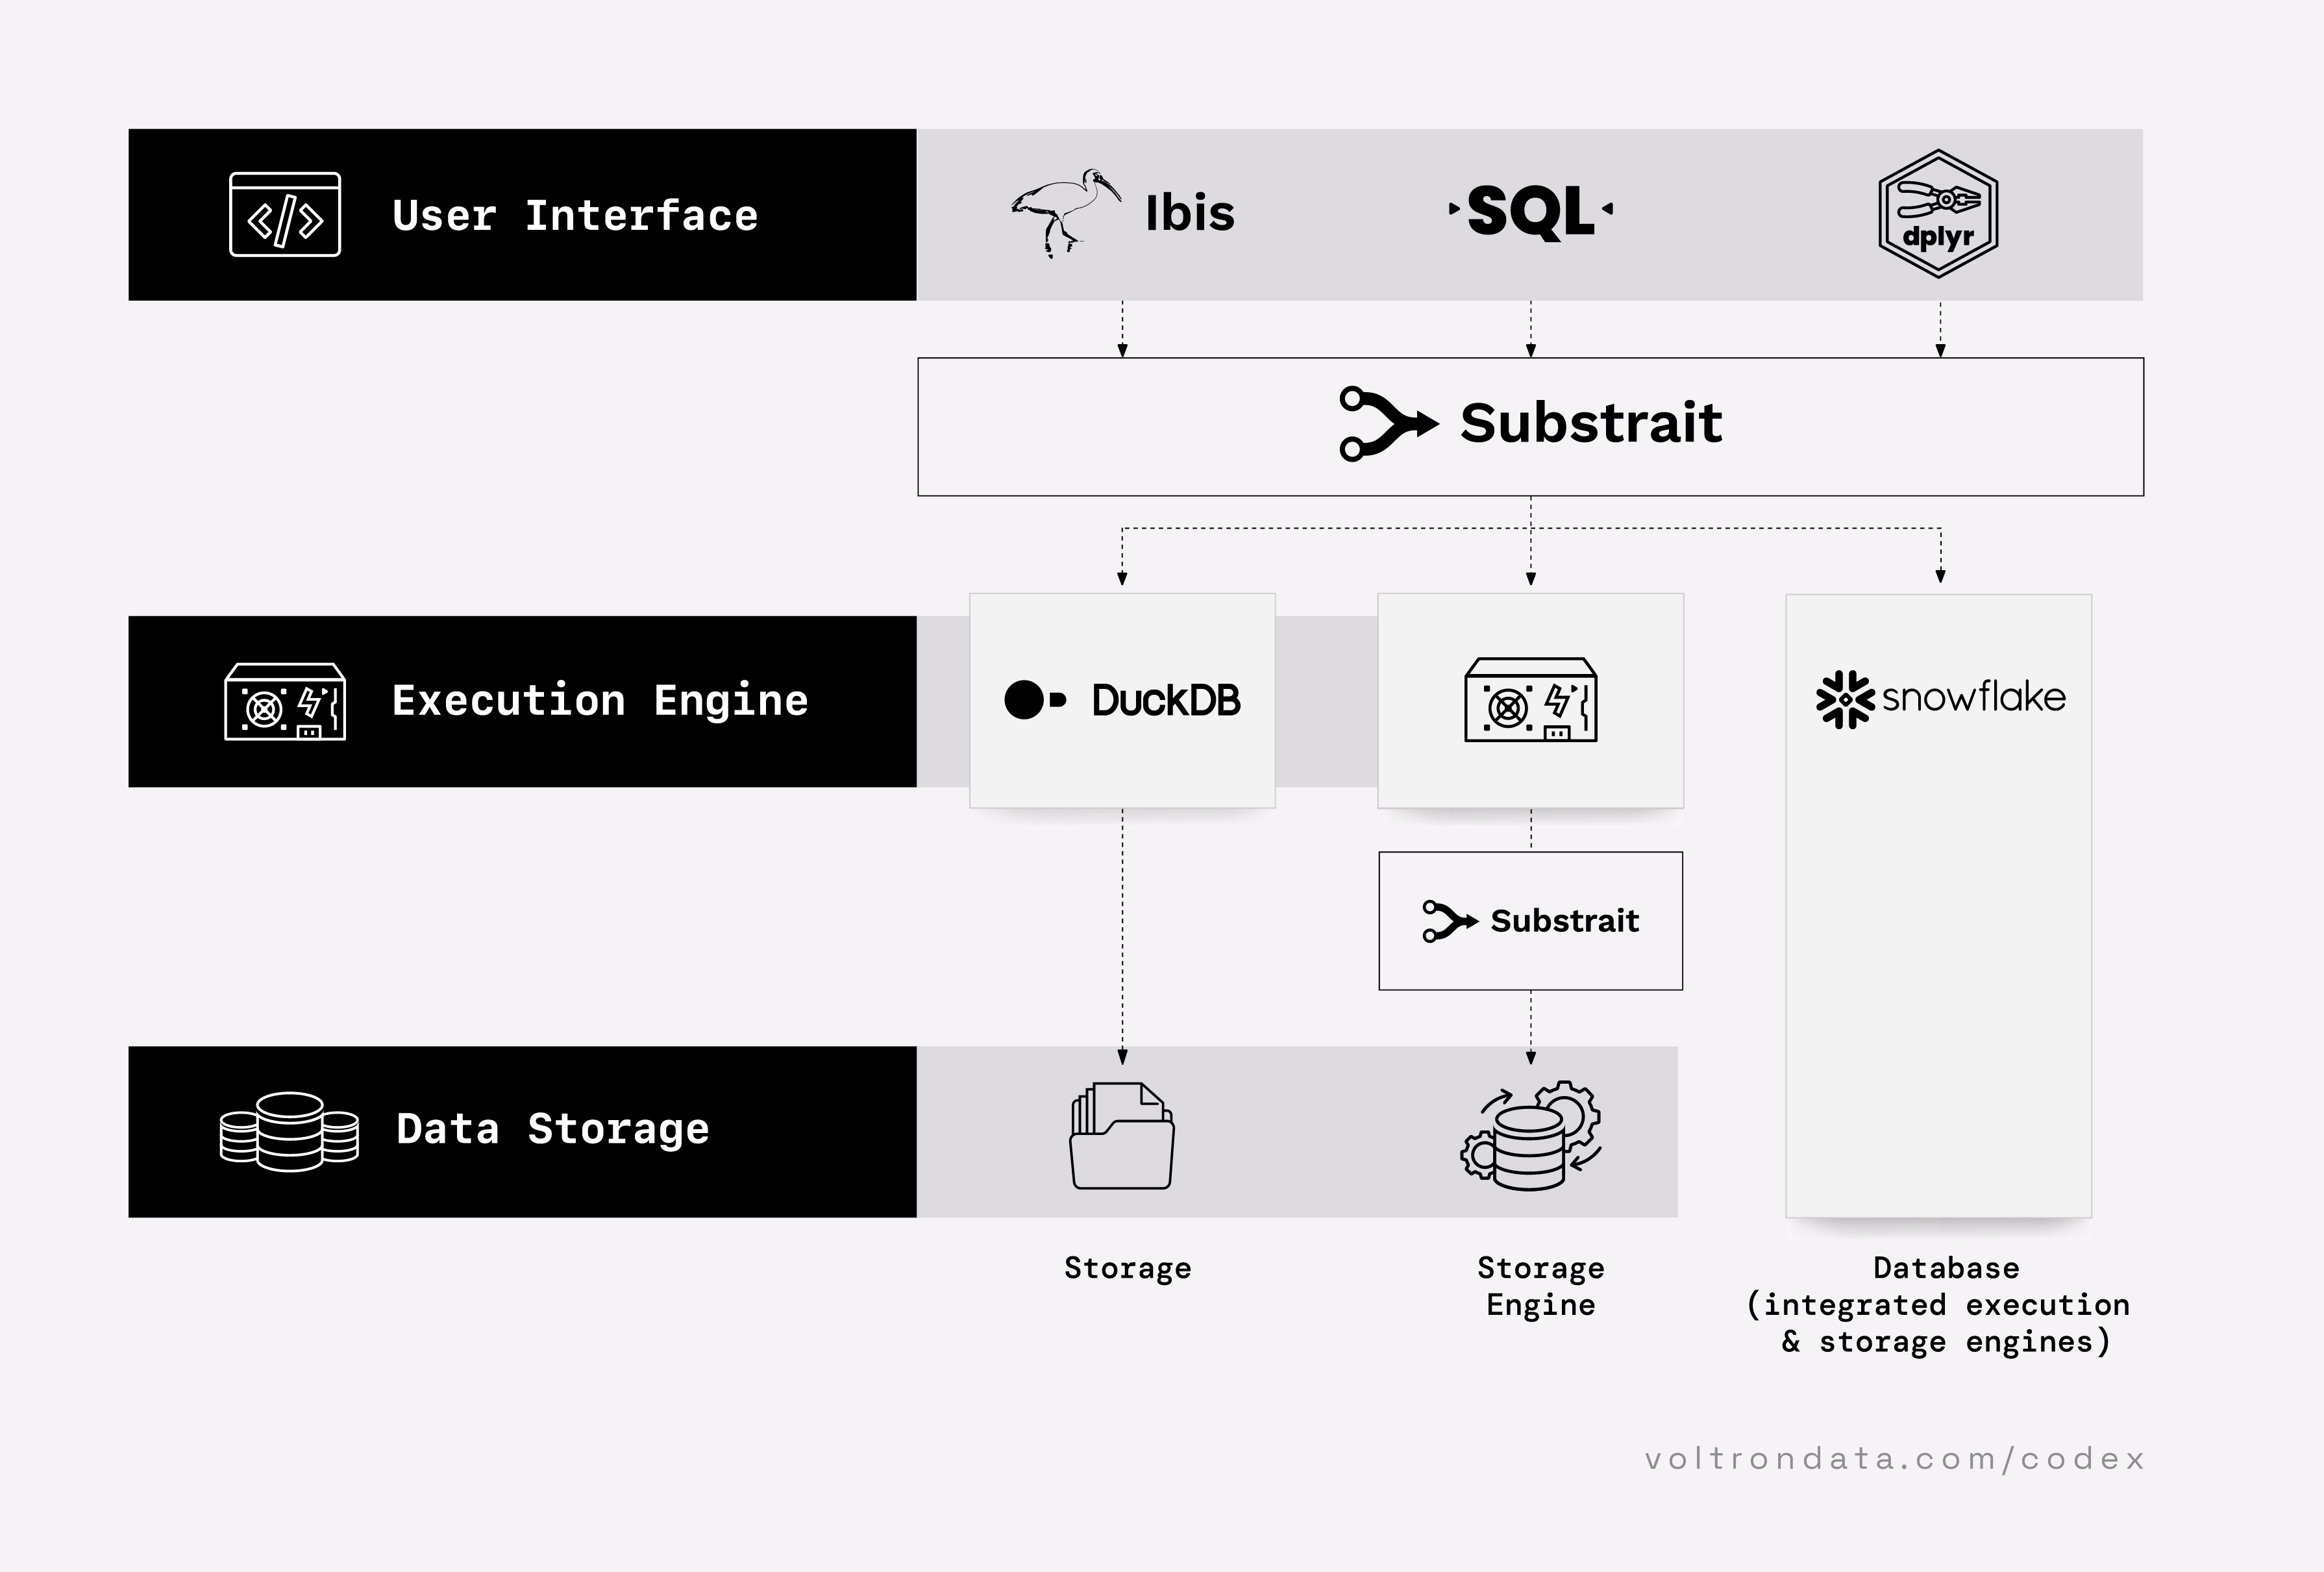 User Interface
Ibis
SQL
dplyr
Substrait
Execution Engine
DuckDB
snowflake
Substrait
Data Storage
Storage
Storage
Engine
Database
(integrated execution
& storage engines)
voltrondata.com/codex